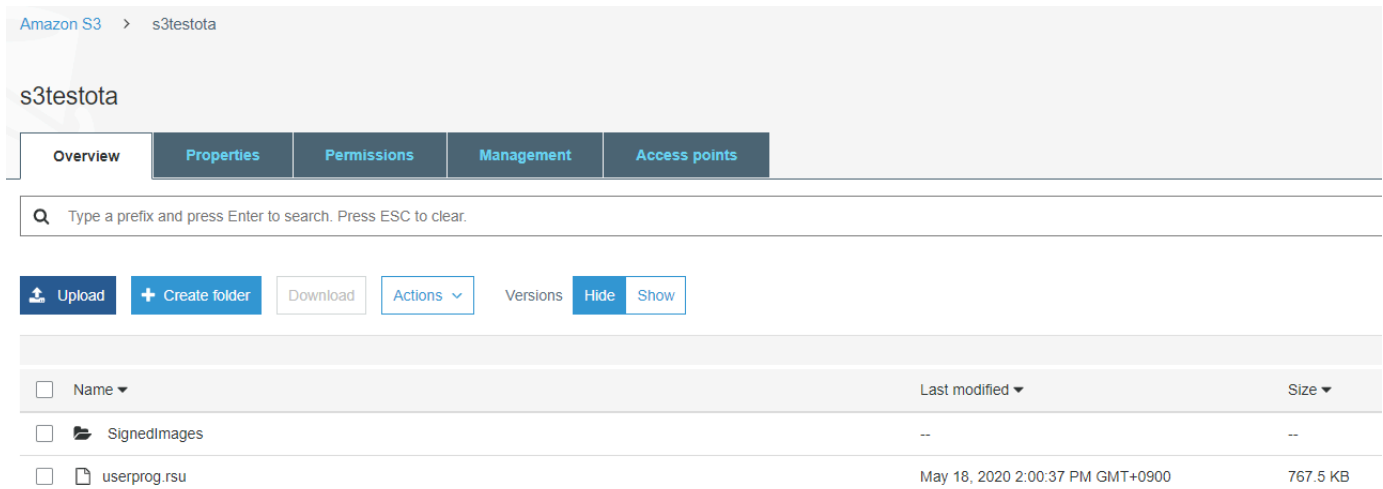 Amazon S3 > s3testota
s3testota
Overview Properties Permissions Management Access points
Type a prefix and press Enter to search. Press ESC to clear.
Upload + Create folder Download Actions Versions Hide Show
Name Last modified Size
SignedImages -- --
userprog.rsu May 18, 2020 2:00:37 PM GMT+0900 767.5 KB